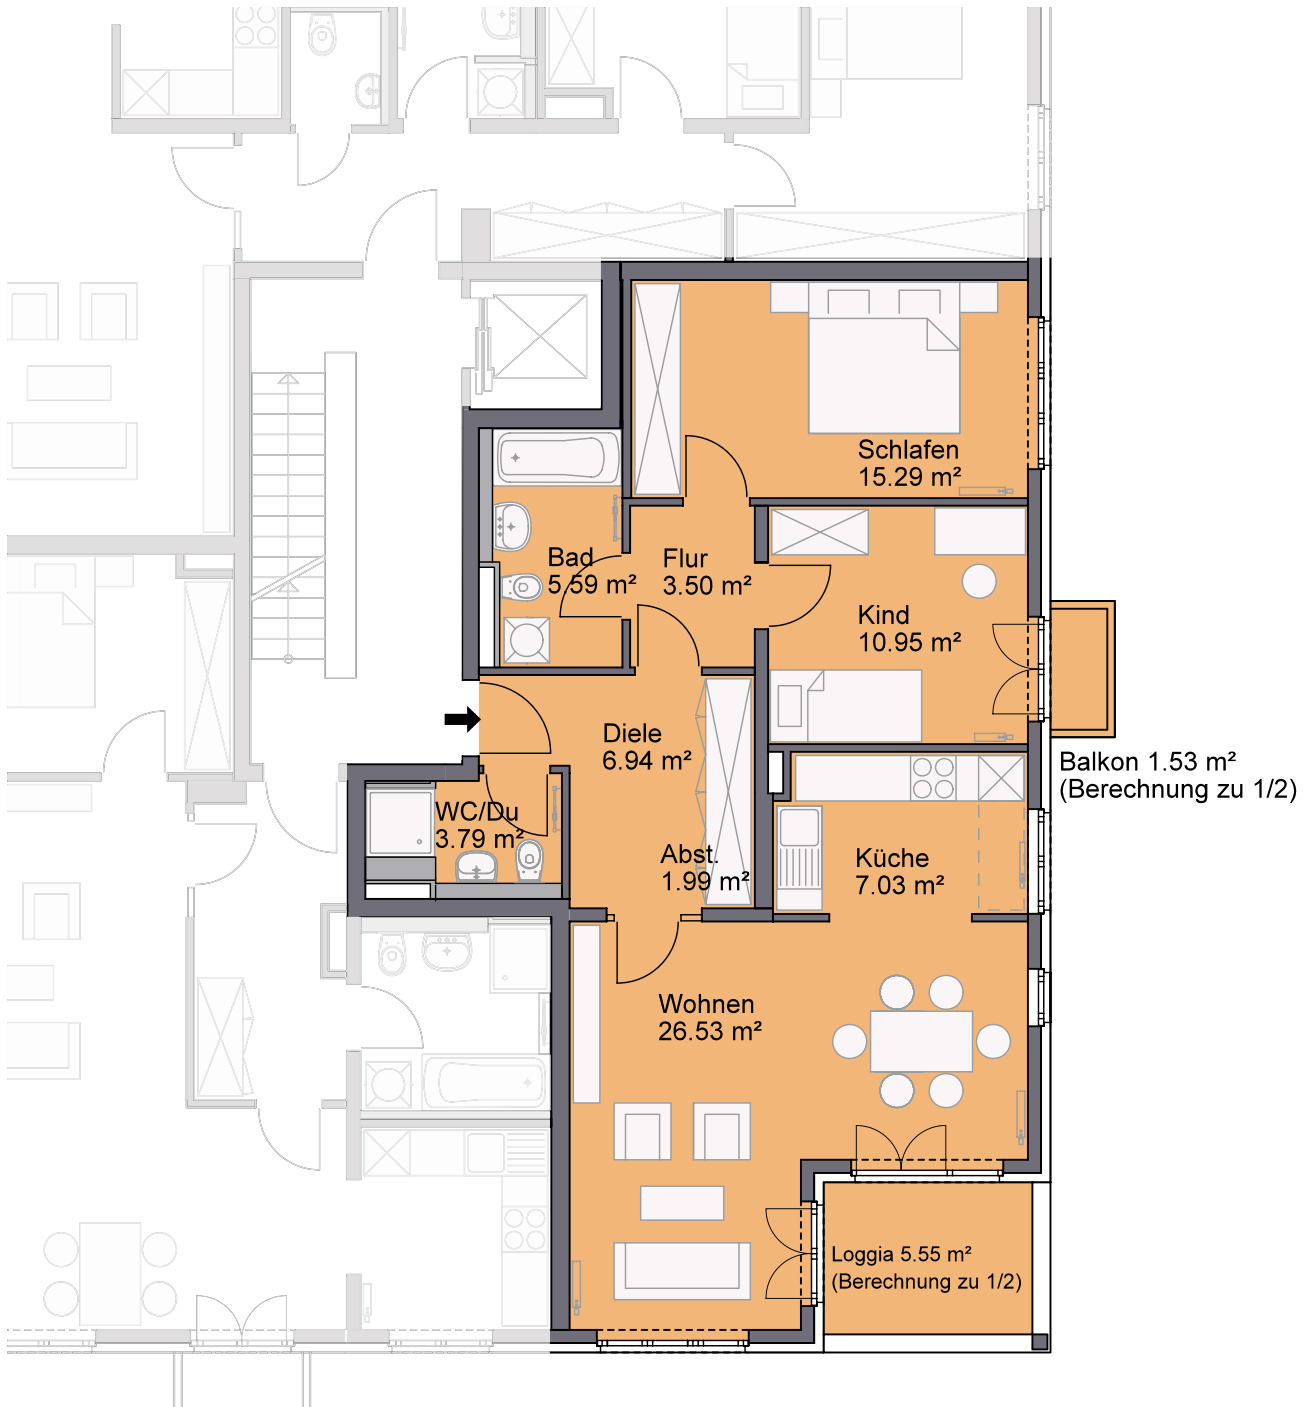 Schlafen
15.29 m²
Bad
5.59 m²
Flur
3.50 m²
Kind
10.95 m²
Diele
6.94 m²
Balkon 1.53 m²
(Berechnung zu 1/2)
WC/Du
3.79 m²
Abst.
1.99 m²
Küche
7.03 m²
Wohnen
26.53 m²
Loggia 5.55 m²
(Berechnung zu 1/2)